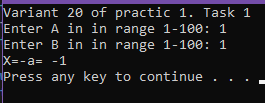 Variant 20 of practic 1. Task 1
Enter A in in range 1-100: 1
Enter B in in range 1-100: 1
X=-a= -1
Press any key to continue . . .